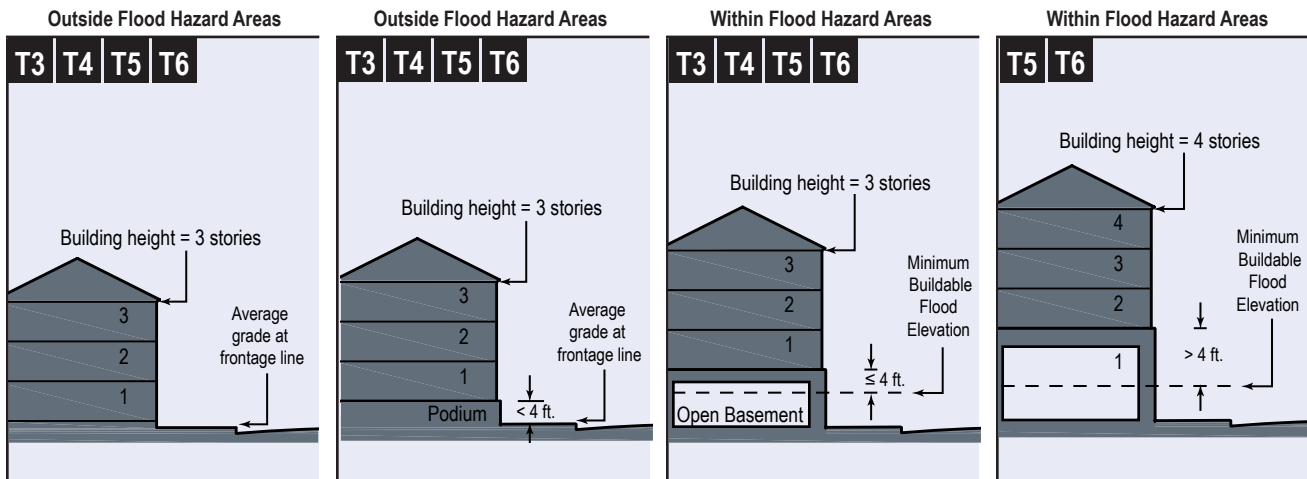 Outside Flood Hazard Areas
T3 T4 T5 T6
Building height = 3 stories
3
2
1
Average
grade at
frontage line
Outside Flood Hazard Areas
T3 T4 T5 T6
Building height = 3 stories
3
2
1
Podium
< 4 ft.
Average
grade at
frontage line
Within Flood Hazard Areas
T3 T4 T5 T6
Building height = 3 stories
3
2
1
Minimum
Buildable
Flood
Elevation
≤ 4 ft.
Open Basement
Within Flood Hazard Areas
T5 T6
Building height = 4 stories
4
3
2
1
Minimum
Buildable
Flood
Elevation
> 4 ft.